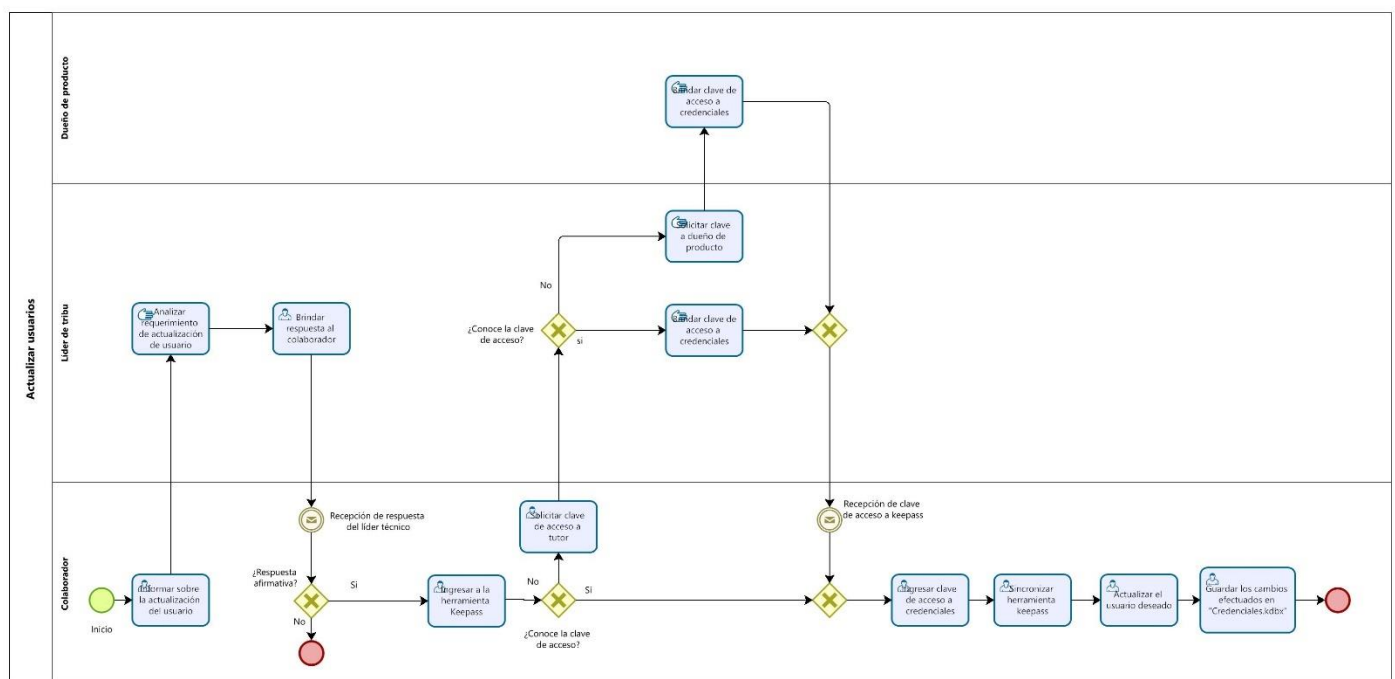 Actualizar usuarios
Dueño de producto
Brindar clave de
acceso a
credenciales
Líder de tribu
Solicitar clave
a dueño de
producto
No
Analizar
requerimiento
de actualización
de usuario
Brindar
respuesta al
colaborador
¿Conoce la clave
de acceso?
si
Brindar clave de
acceso a
credenciales
Colaborador
Recepción de respuesta
del líder técnico
Solicitar clave
de acceso a
tutor
Recepción de clave
de acceso a keepass
Inicio
Informar sobre
la actualización
del usuario
¿Respuesta
afirmativa?
Si
No
Ingresar a la
herramienta
Keepass
No
Si
¿Conoce la clave
de acceso?
Ingresar clave
de acceso a
credenciales
Sincronizar
herramienta
keepass
Actualizar el
usuario deseado
Guardar los cambios
efectuados en
"Credenciales.kdbx"